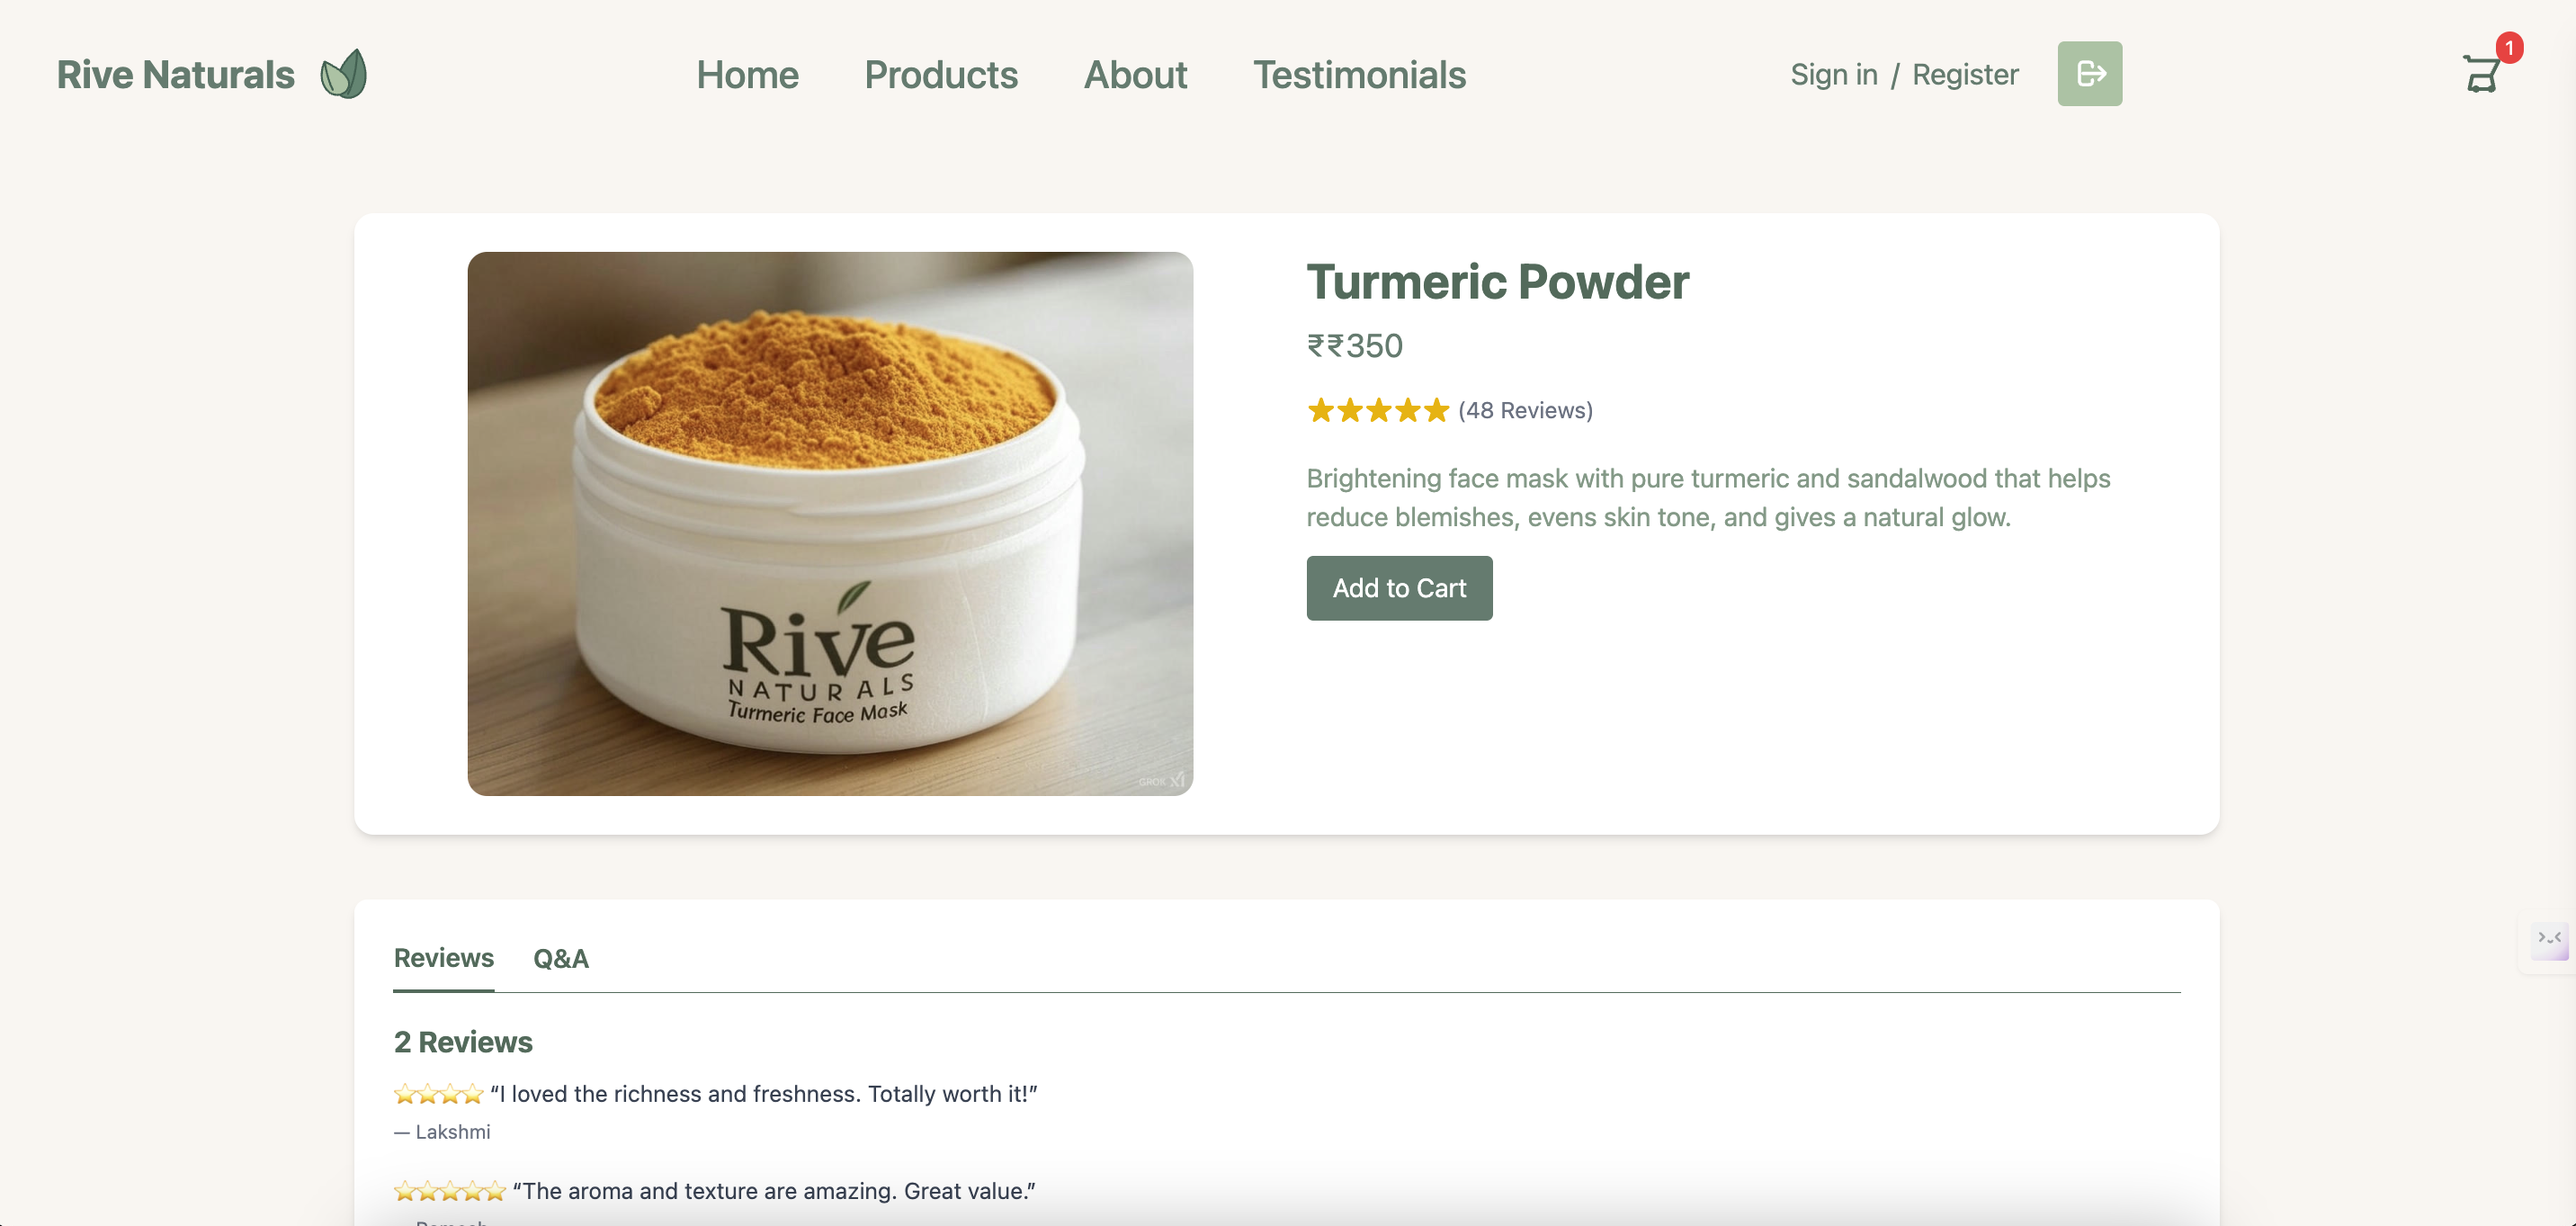 Rive Naturals
Home Products About Testimonials
Sign in / Register
1
Turmeric Powder
₹₹350
(48 Reviews)
Brightening face mask with pure turmeric and sandalwood that helps
reduce blemishes, evens skin tone, and gives a natural glow.
Add to Cart
Rive
NATURALS
Turmeric Face Mask
GROK
Reviews Q&A
2 Reviews
⭐⭐⭐⭐ “I loved the richness and freshness. Totally worth it!”
— Lakshmi
⭐⭐⭐⭐⭐ “The aroma and texture are amazing. Great value.”